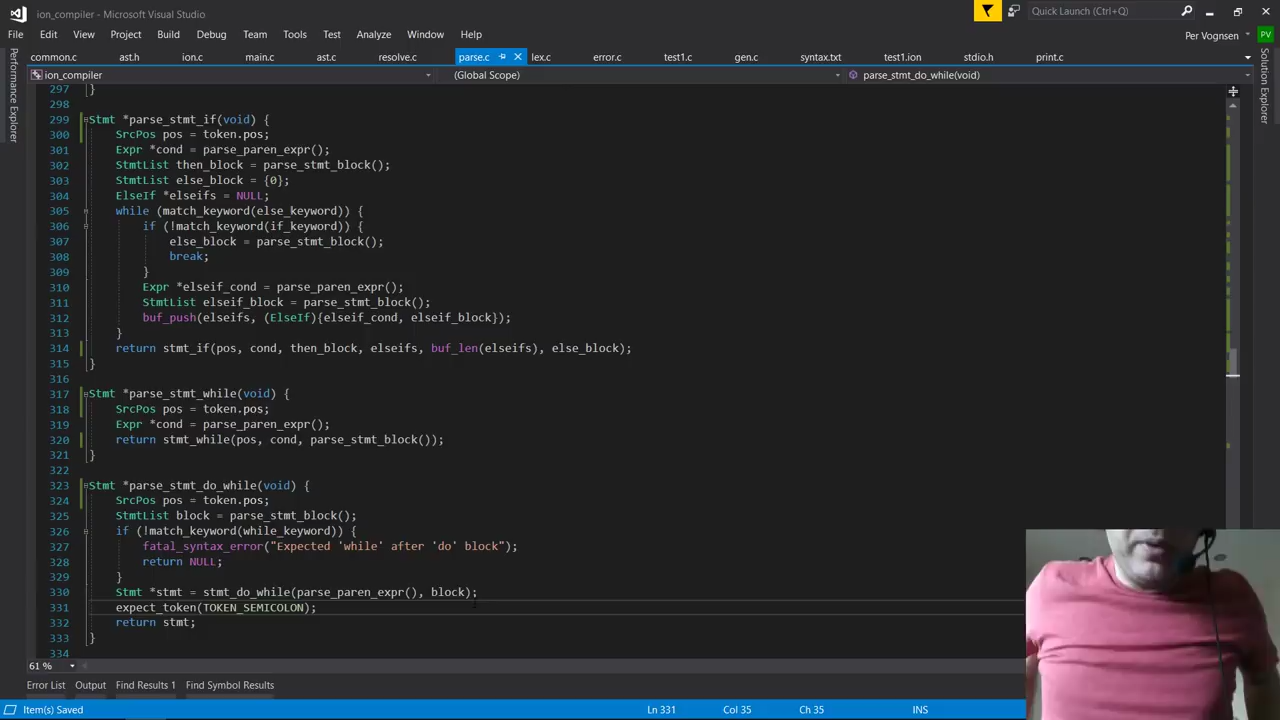 ion_compiler - Microsoft Visual Studio
Quick Launch (Ctrl+Q)
File Edit View Project Build Debug Team Tools Test Analyze Window Help
Per Vognsen PV
common.c ast.h ion.c main.c ast.c resolve.c parse.c lex.c error.c test1.c gen.c syntax.txt test1.ion stdio.h print.c
ion_compiler (Global Scope) parse_stmt_do_while(void)
Performance Explorer
Solution Explorer
297 }
298
299 Stmt *parse_stmt_if(void) {
300 SrcPos pos = token.pos;
301 Expr *cond = parse_paren_expr();
302 StmtList then_block = parse_stmt_block();
303 StmtList else_block = {0};
304 ElseIf *elseifs = NULL;
305 while (match_keyword(else_keyword)) {
306 if (!match_keyword(if_keyword)) {
307 else_block = parse_stmt_block();
308 break;
309 }
310 Expr *elseif_cond = parse_paren_expr();
311 StmtList elseif_block = parse_stmt_block();
312 buf_push(elseifs, (ElseIf){elseif_cond, elseif_block});
313 }
314 return stmt_if(pos, cond, then_block, elseifs, buf_len(elseifs), else_block);
315 }
316
317 Stmt *parse_stmt_while(void) {
318 SrcPos pos = token.pos;
319 Expr *cond = parse_paren_expr();
320 return stmt_while(pos, cond, parse_stmt_block());
321 }
322
323 Stmt *parse_stmt_do_while(void) {
324 SrcPos pos = token.pos;
325 StmtList block = parse_stmt_block();
326 if (!match_keyword(while_keyword)) {
327 fatal_syntax_error("Expected 'while' after 'do' block");
328 return NULL;
329 }
330 Stmt *stmt = stmt_do_while(parse_paren_expr(), block);
331 expect_token(TOKEN_SEMICOLON);
332 return stmt;
333 }
334
61 %
Error List Output Find Results 1 Find Symbol Results
Item(s) Saved Ln 331 Col 35 Ch 35 INS